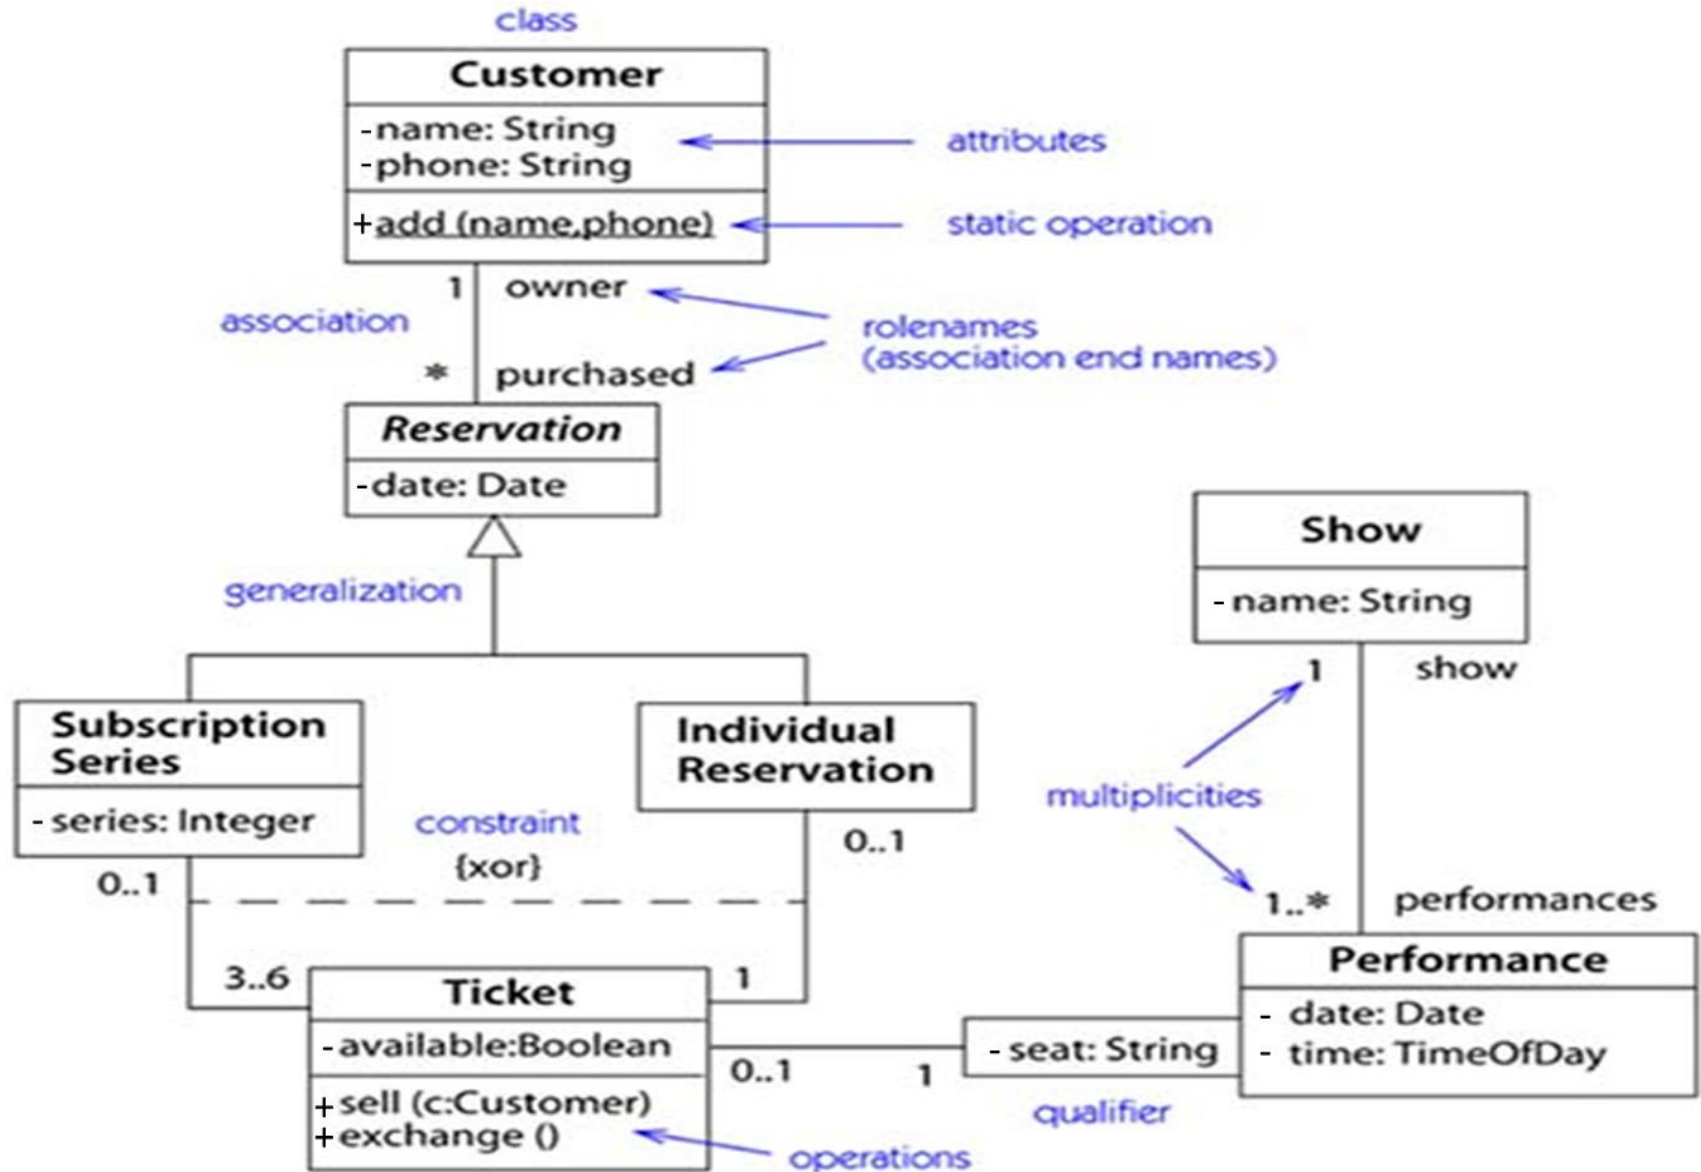 class
Customer
-name: String
-phone: String
attributes
+add (name,phone)
static operation
1 owner
association
rolenames
(association end names)
* purchased
Reservation
-date: Date
generalization
Show
- name: String
1 show
Subscription
Series
- series: Integer
Individual
Reservation
constraint
{xor}
0..1
0..1
multiplicities
1..* performances
3..6
Ticket
1
-available:Boolean
+sell (c:Customer)
+exchange ()
operations
0..1
1
- seat: String
qualifier
Performance
- date: Date
- time: TimeOfDay